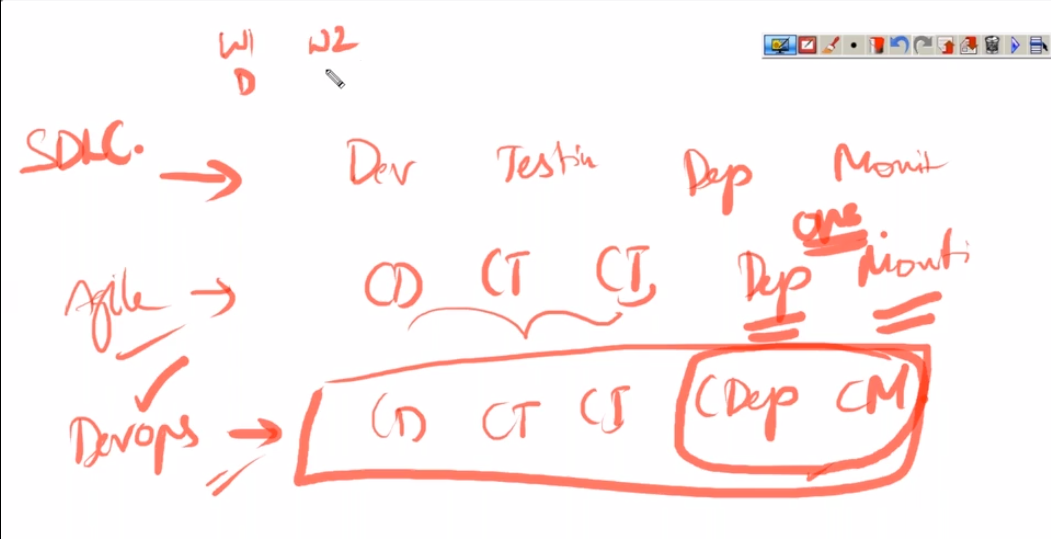 W1 W2
D
SDLC. → Dev Testin Dep Monit
one.
Agile → CD CT CI Dep Monti
Devops → CD CT CI CDep CM